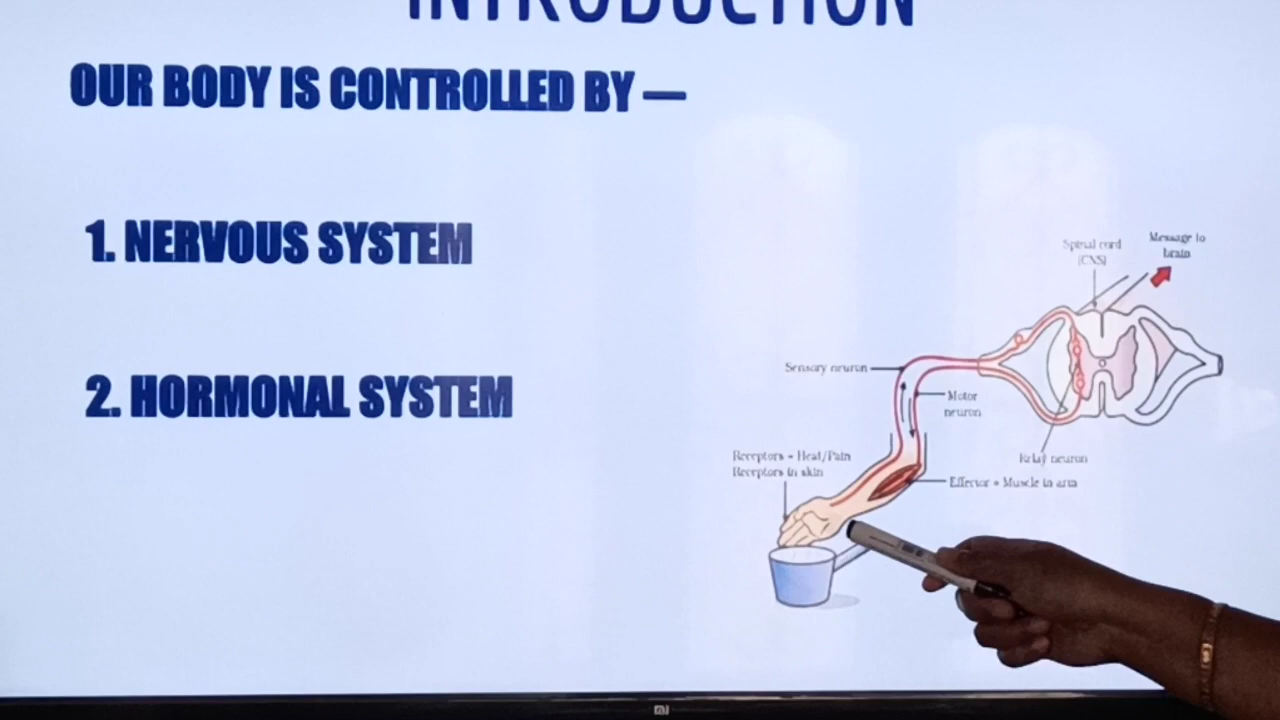 INTRODUCTION
OUR BODY IS CONTROLLED BY —
1. NERVOUS SYSTEM
2. HORMONAL SYSTEM
Spinal cord
(CNS)
Message to
brain
Sensory neuron
Motor
neuron
Relay neuron
Receptors = Heat/Pain
Receptors in skin
Effector = Muscle in arm
mi